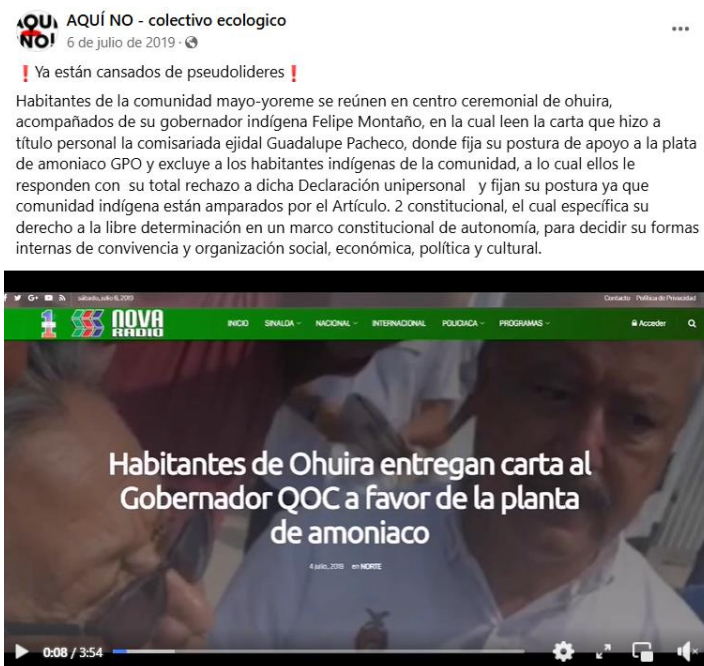 AQUÍ NO - colectivo ecologico
AQUÍ
NO!
6 de julio de 2019 ·
❗Ya están cansados de pseudolideres❗
Habitantes de la comunidad mayo-yoreme se reúnen en centro ceremonial de ohuira,
acompañados de su gobernador indígena Felipe Montaño, en la cual leen la carta que hizo a
título personal la comisariada ejidal Guadalupe Pacheco, donde fija su postura de apoyo a la plata
de amoniaco GPO y excluye a los habitantes indígenas de la comunidad, a lo cual ellos le
responden con su total rechazo a dicha Declaración unipersonal y fijan su postura ya que
comunidad indígena están amparados por el Artículo. 2 constitucional, el cual específica su
derecho a la libre determinación en un marco constitucional de autonomía, para decidir su formas
internas de convivencia y organización social, económica, política y cultural.
sábado, julio 6, 2019
Contacto Política de Privacidad
1 NOVA
RADIO
INICIO SINALOA NACIONAL INTERNACIONAL POLICIACA PROGRAMAS Acceder
Habitantes de Ohuira entregan carta al
Gobernador QOC a favor de la planta
de amoniaco
4 julio, 2019 en NORTE
0:08 / 3:54